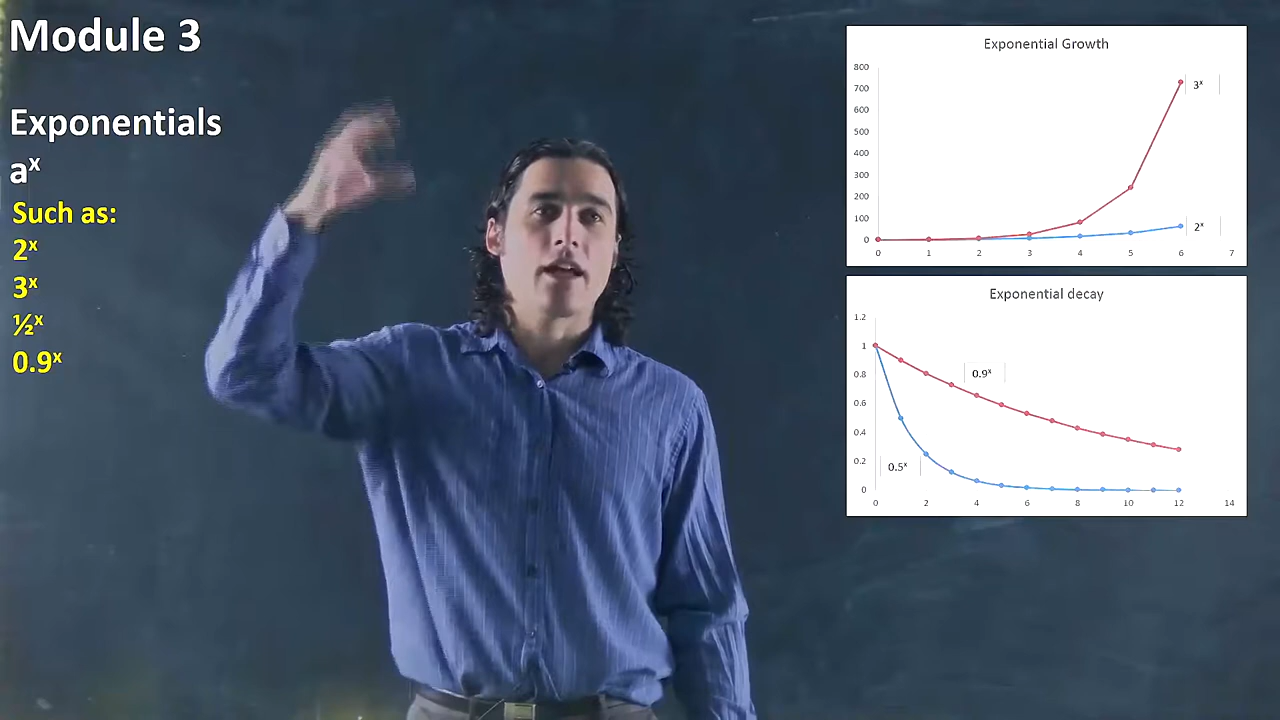 Module 3
Exponentials
aˣ
Such as:
2ˣ
3ˣ
½ˣ
0.9ˣ
Exponential Growth
800
700
600
500
400
300
200
100
0
0 1 2 3 4 5 6 7
3ˣ
2ˣ
Exponential decay
1.2
1
0.8
0.6
0.4
0.2
0
0 2 4 6 8 10 12 14
0.9ˣ
0.5ˣ